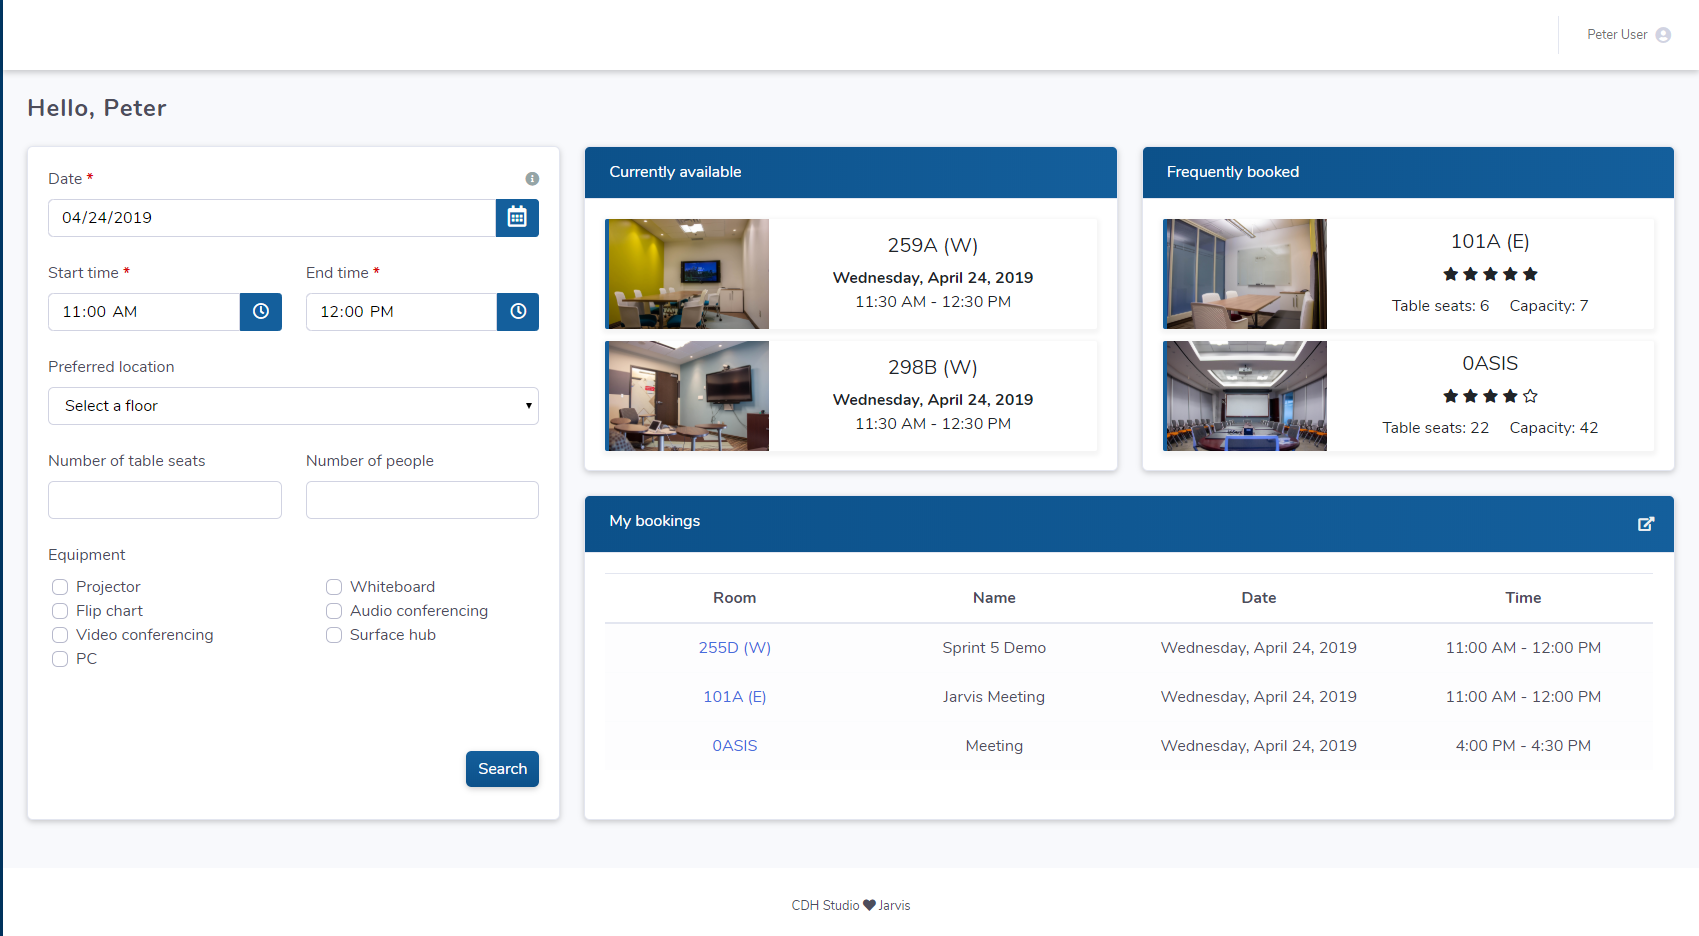 Peter User
Hello, Peter
Date *
04/24/2019
Start time *
End time *
11:00 AM
12:00 PM
Preferred location
Select a floor
Number of table seats
Number of people
Equipment
Projector
Whiteboard
Flip chart
Audio conferencing
Video conferencing
Surface hub
PC
Search
Currently available
259A (W)
Wednesday, April 24, 2019
11:30 AM - 12:30 PM
298B (W)
Wednesday, April 24, 2019
11:30 AM - 12:30 PM
Frequently booked
101A (E)
Table seats: 6 Capacity: 7
0ASIS
Table seats: 22 Capacity: 42
My bookings
Room Name Date Time
255D (W) Sprint 5 Demo Wednesday, April 24, 2019 11:00 AM - 12:00 PM
101A (E) Jarvis Meeting Wednesday, April 24, 2019 11:00 AM - 12:00 PM
0ASIS Meeting Wednesday, April 24, 2019 4:00 PM - 4:30 PM
CDH Studio ♥ Jarvis